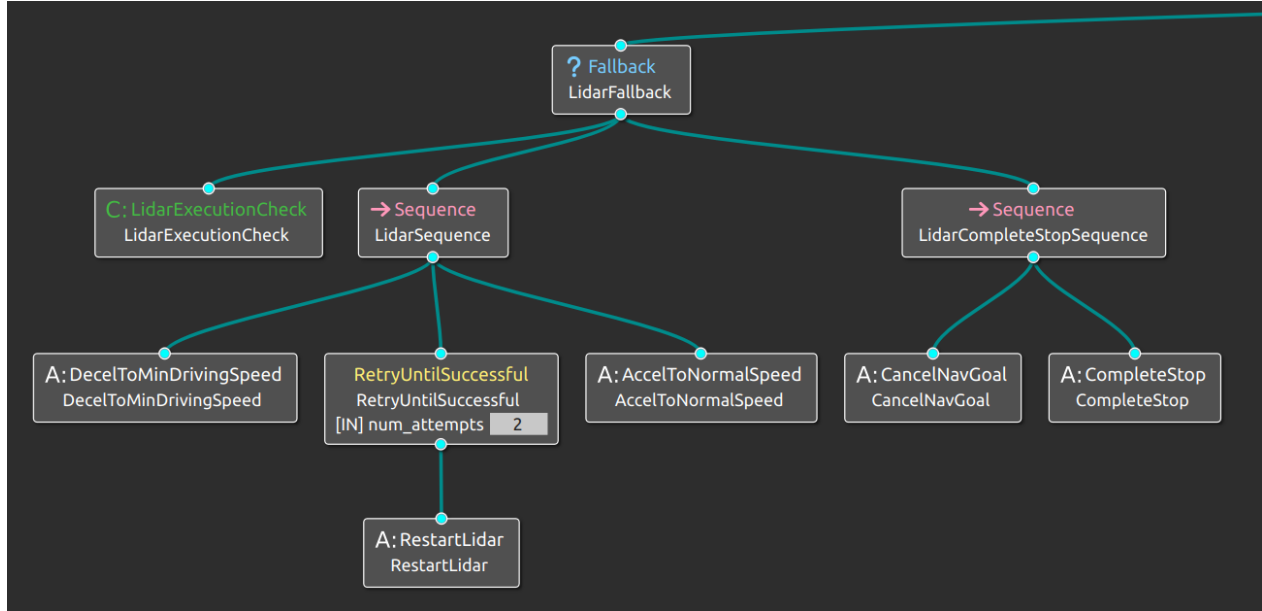 ? Fallback
LidarFallback
C: LidarExecutionCheck
LidarExecutionCheck
→ Sequence
LidarSequence
→ Sequence
LidarCompleteStopSequence
A: DecelToMinDrivingSpeed
DecelToMinDrivingSpeed
RetryUntilSuccessful
RetryUntilSuccessful
[IN] num_attempts 2
A: AccelToNormalSpeed
AccelToNormalSpeed
A: CancelNavGoal
CancelNavGoal
A: CompleteStop
CompleteStop
A: RestartLidar
RestartLidar